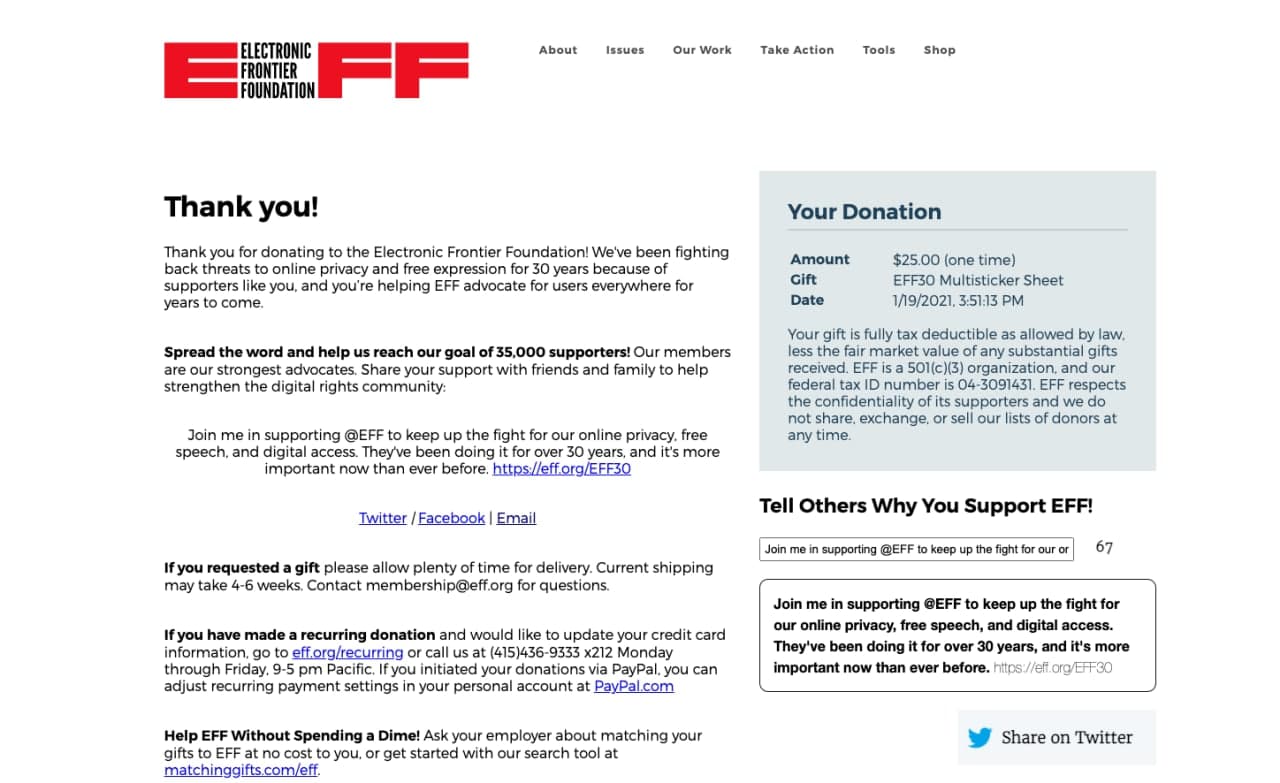 ELECTRONIC
FRONTIER
FOUNDATION
EFF
About Issues Our Work Take Action Tools Shop
Thank you!
Thank you for donating to the Electronic Frontier Foundation! We've been fighting
back threats to online privacy and free expression for 30 years because of
supporters like you, and you're helping EFF advocate for users everywhere for
years to come.
Spread the word and help us reach our goal of 35,000 supporters! Our members
are our strongest advocates. Share your support with friends and family to help
strengthen the digital rights community:
Join me in supporting @EFF to keep up the fight for our online privacy, free
speech, and digital access. They've been doing it for over 30 years, and it's more
important now than ever before. https://eff.org/EFF30
Twitter / Facebook | Email
If you requested a gift please allow plenty of time for delivery. Current shipping
may take 4-6 weeks. Contact membership@eff.org for questions.
If you have made a recurring donation and would like to update your credit card
information, go to eff.org/recurring or call us at (415)436-9333 x212 Monday
through Friday, 9-5 pm Pacific. If you initiated your donations via PayPal, you can
adjust recurring payment settings in your personal account at PayPal.com
Help EFF Without Spending a Dime! Ask your employer about matching your
gifts to EFF at no cost to you, or get started with our search tool at
matchinggifts.com/eff.
Your Donation
Amount $25.00 (one time)
Gift EFF30 Multisticker Sheet
Date 1/19/2021, 3:51:13 PM
Your gift is fully tax deductible as allowed by law,
less the fair market value of any substantial gifts
received. EFF is a 501(c)(3) organization, and our
federal tax ID number is 04-3091431. EFF respects
the confidentiality of its supporters and we do
not share, exchange, or sell our lists of donors at
any time.
Tell Others Why You Support EFF!
Join me in supporting @EFF to keep up the fight for our or 67
Join me in supporting @EFF to keep up the fight for
our online privacy, free speech, and digital access.
They've been doing it for over 30 years, and it's more
important now than ever before. https://eff.org/EFF30
Share on Twitter